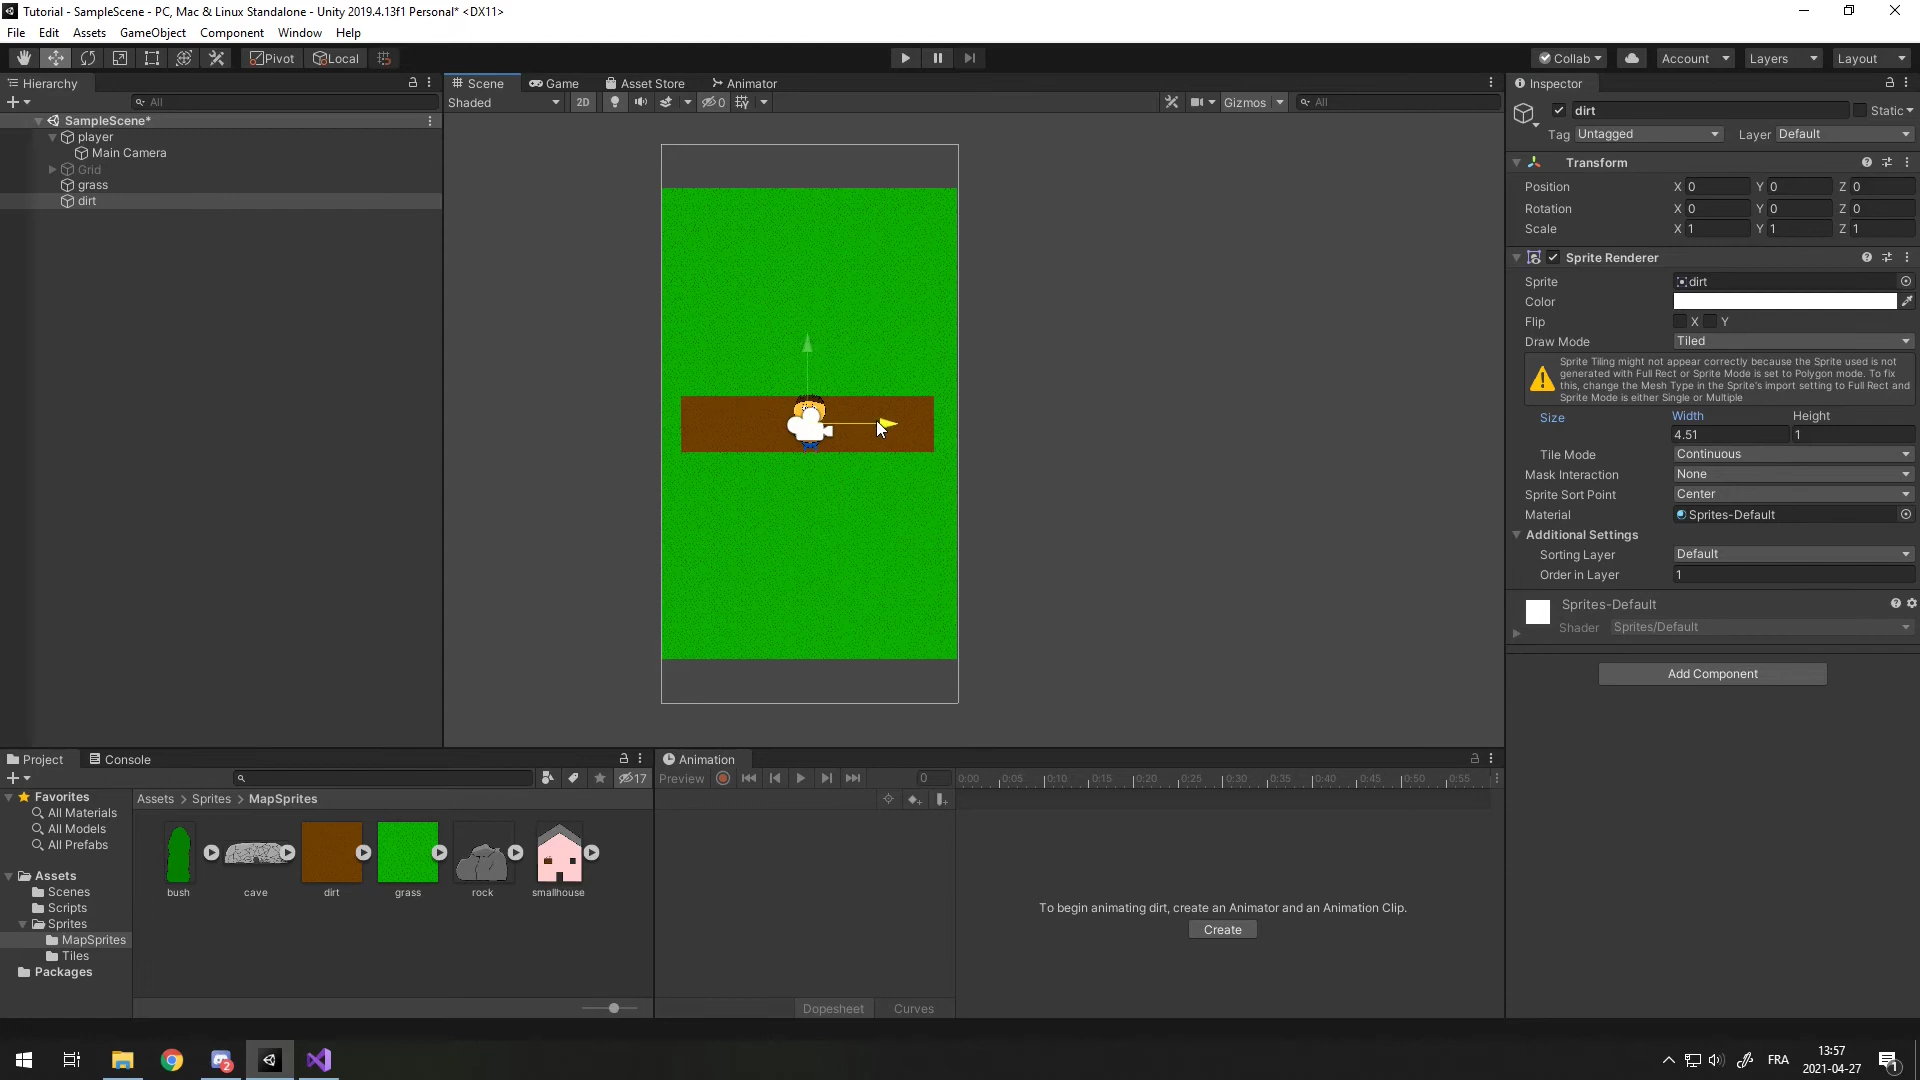 Tutorial - SampleScene - PC, Mac & Linux Standalone - Unity 2019.4.13f1 Personal* <DX11>
File Edit Assets GameObject Component Window Help
Pivot Local Collab Account Layers Layout
Hierarchy
All
SampleScene*
player
Main Camera
Grid
grass
dirt
Scene Game Asset Store Animator
Shaded 2D 0 Gizmos All
Inspector
dirt Static
Tag Untagged Layer Default
Transform
Position X 0 Y 0 Z 0
Rotation X 0 Y 0 Z 0
Scale X 1 Y 1 Z 1
Sprite Renderer
Sprite dirt
Color
Flip X Y
Draw Mode Tiled
Sprite Tiling might not appear correctly because the Sprite used is not
generated with Full Rect or Sprite Mode is set to Polygon mode. To fix
this, change the Mesh Type in the Sprite's import setting to Full Rect and
Sprite Mode is either Single or Multiple
Size Width Height
4.51 1
Tile Mode Continuous
Mask Interaction None
Sprite Sort Point Center
Material Sprites-Default
Additional Settings
Sorting Layer Default
Order in Layer 1
Sprites-Default
Shader Sprites/Default
Add Component
Project Console
17
Favorites
All Materials
All Models
All Prefabs
Assets
Scenes
Scripts
Sprites
MapSprites
Tiles
Packages
Assets > Sprites > MapSprites
bush cave dirt grass rock smallhouse
Animation
Preview 0 0:00 0:05 0:10 0:15 0:20 0:25 0:30 0:35 0:40 0:45 0:50 0:55
To begin animating dirt, create an Animator and an Animation Clip.
Create
Dopesheet Curves
2
FRA
13:57
2021-04-27
1